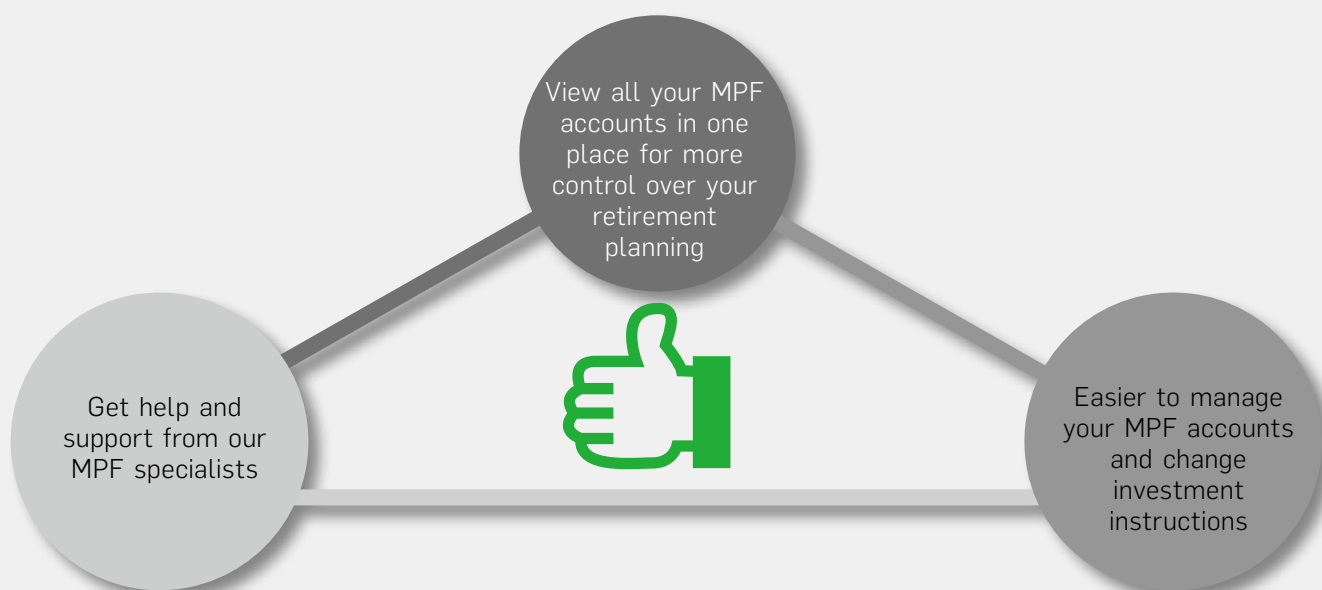 View all your MPF
accounts in one
place for more
control over your
retirement
planning
Get help and
support from our
MPF specialists
Easier to manage
your MPF accounts
and change
investment
instructions